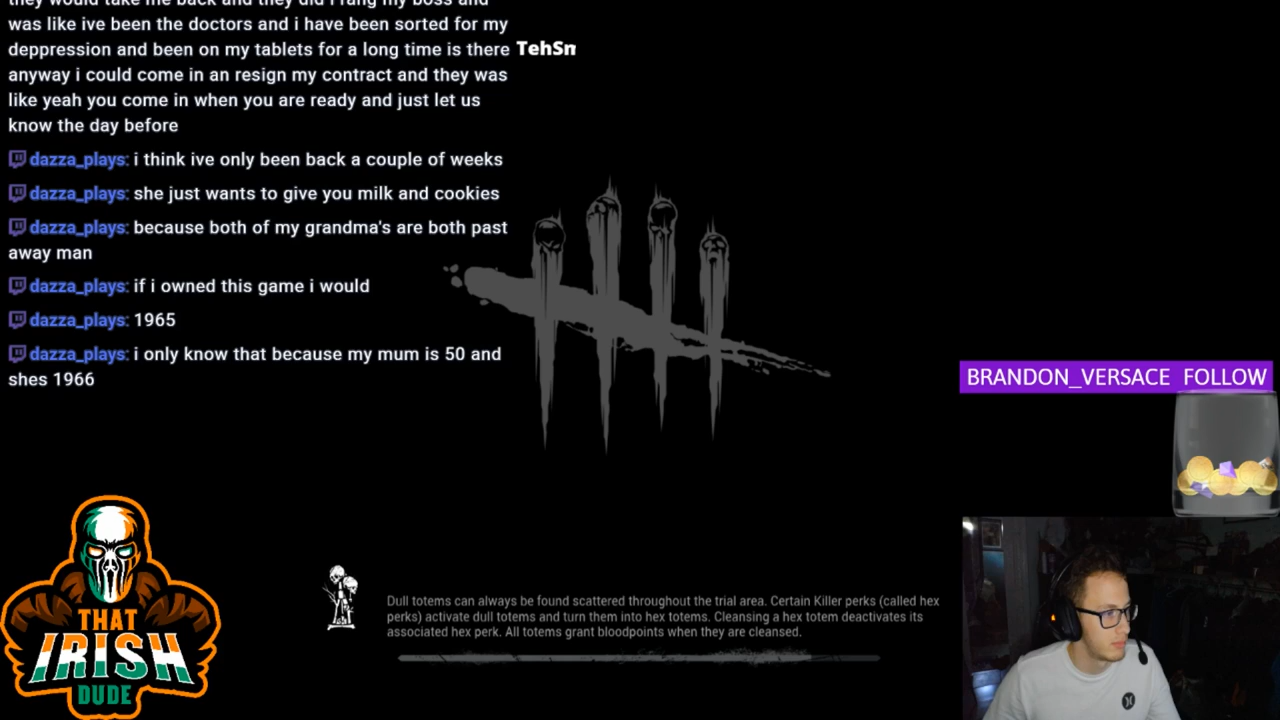 they would take me back and they did i rang my boss and
was like ive been the doctors and i have been sorted for my
deppression and been on my tablets for a long time is there
anyway i could come in an resign my contract and they was
like yeah you come in when you are ready and just let us
know the day before
dazza_plays: i think ive only been back a couple of weeks
dazza_plays: she just wants to give you milk and cookies
dazza_plays: because both of my grandma's are both past
away man
dazza_plays: if i owned this game i would
dazza_plays: 1965
dazza_plays: i only know that because my mum is 50 and
shes 1966
TehSn
BRANDON_VERSACE FOLLOW
THAT
IRISH
DUDE
Dull totems can always be found scattered throughout the trial area. Certain Killer perks (called hex
perks) activate dull totems and turn them into hex totems. Cleansing a hex totem deactivates its
associated hex perk. All totems grant bloodpoints when they are cleansed.